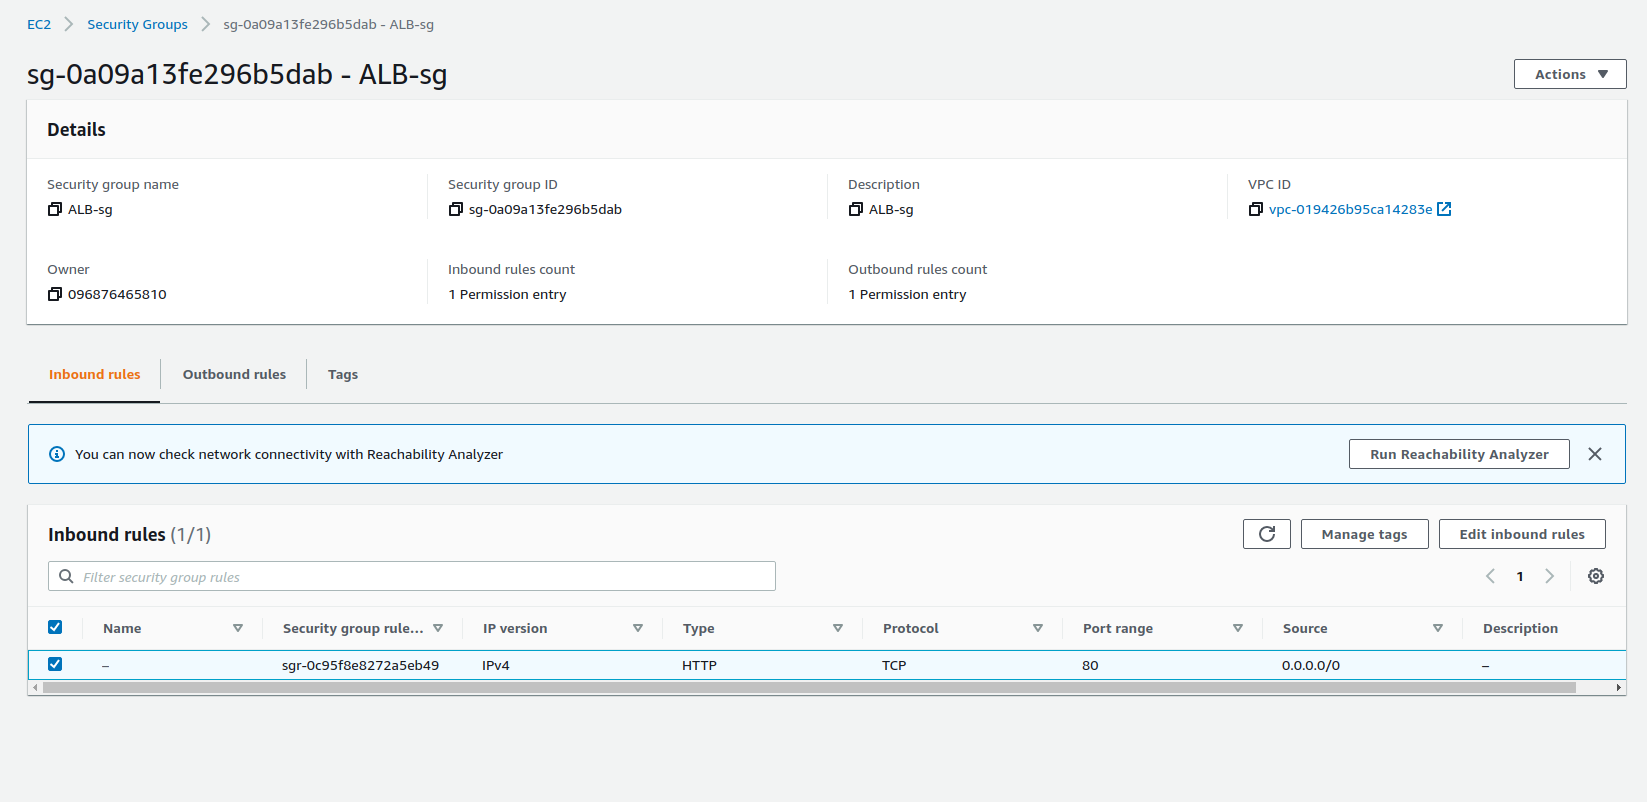 EC2 Security Groups sg-0a09a13fe296b5dab - ALB-sg
sg-0a09a13fe296b5dab - ALB-sg
Actions
Details
Security group name Security group ID Description VPC ID
ALB-sg sg-0a09a13fe296b5dab ALB-sg vpc-019426b95ca14283e
Owner Inbound rules count Outbound rules count
096876465810 1 Permission entry 1 Permission entry
Inbound rules Outbound rules Tags
You can now check network connectivity with Reachability Analyzer Run Reachability Analyzer
Inbound rules (1/1) Manage tags Edit inbound rules
Filter security group rules 1
Name Security group rule... IP version Type Protocol Port range Source Description
– sgr-0c95f8e8272a5eb49 IPv4 HTTP TCP 80 0.0.0.0/0 –